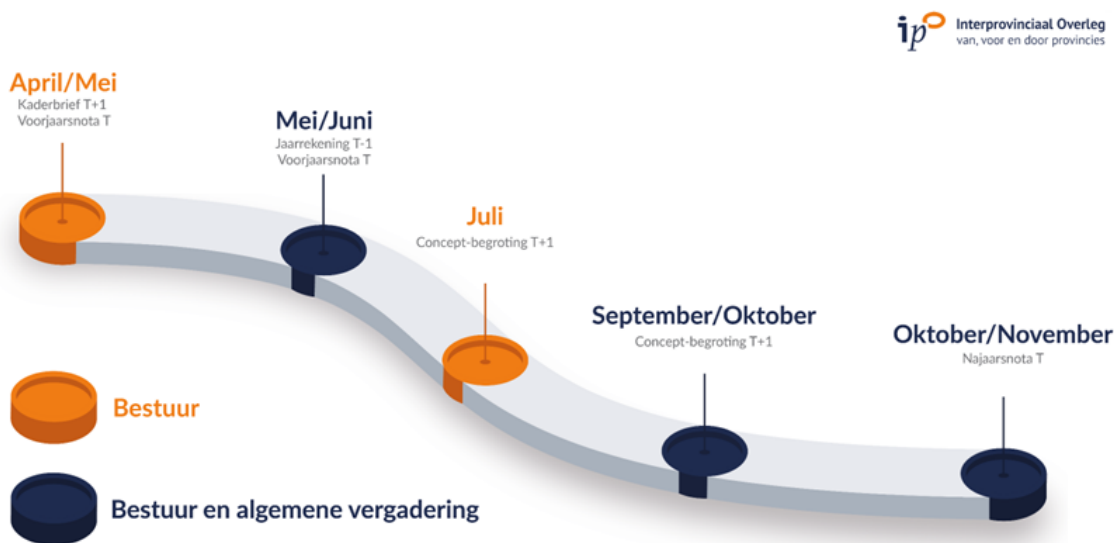 ipo
Interprovinciaal Overleg
van, voor en door provincies
April/Mei
Kaderbrief T+1
Voorjaarsnota T
Mei/Juni
Jaarrekening T-1
Voorjaarsnota T
Juli
Concept-begroting T+1
September/Oktober
Concept-begroting T+1
Oktober/November
Najaarsnota T
Bestuur
Bestuur en algemene vergadering